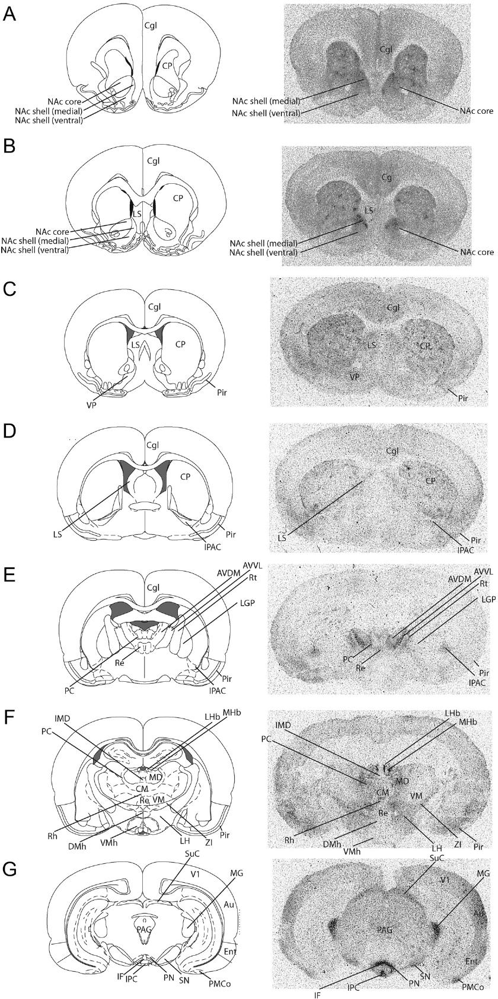 A
Cgl
CP
NAc core
NAc shell (medial)
NAc shell (ventral)
Cgl
NAc shell (medial)
NAc shell (ventral)
NAc core
B
Cgl
CP
LS
NAc core
NAc shell (medial)
NAc shell (ventral)
Cg
LS
NAc shell (medial)
NAc shell (ventral)
NAc core
C
Cgl
LS
CP
Pir
VP
Cgl
LS
CP
VP
Pir
D
Cgl
CP
LS
Pir
IPAC
Cgl
CP
LS
Pir
IPAC
E
Cgl
AVVL
AVDM
Rt
LGP
Re
PC
Pir
IPAC
AVVL
AVDM
Rt
LGP
PC
Re
Pir
IPAC
F
IMD
PC
LHb
MHb
MD
CM
Re VM
Rh
DMh
VMh
LH
ZI
Pir
LHb
MHb
IMD
PC
MD
CM
VM
Re
Rh
DMh
VMh
LH
ZI
Pir
G
SuC
V1
MG
Au
PAG
Ent
IF
IPC
PN
SN
PMCo
SuC
V1
MG
Au
PAG
Ent
SN
PN
IPC
IF
PMCo